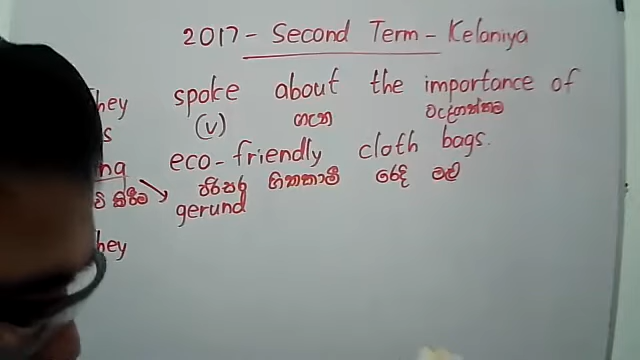 2017 - Second Term - Kelaniya
hey spoke about the importance of
s (v) ගැන වැදගත්කම
ng eco-friendly cloth bags.
කිරීම පරිසර හිතකාමී රෙදි මළු
gerund
hey